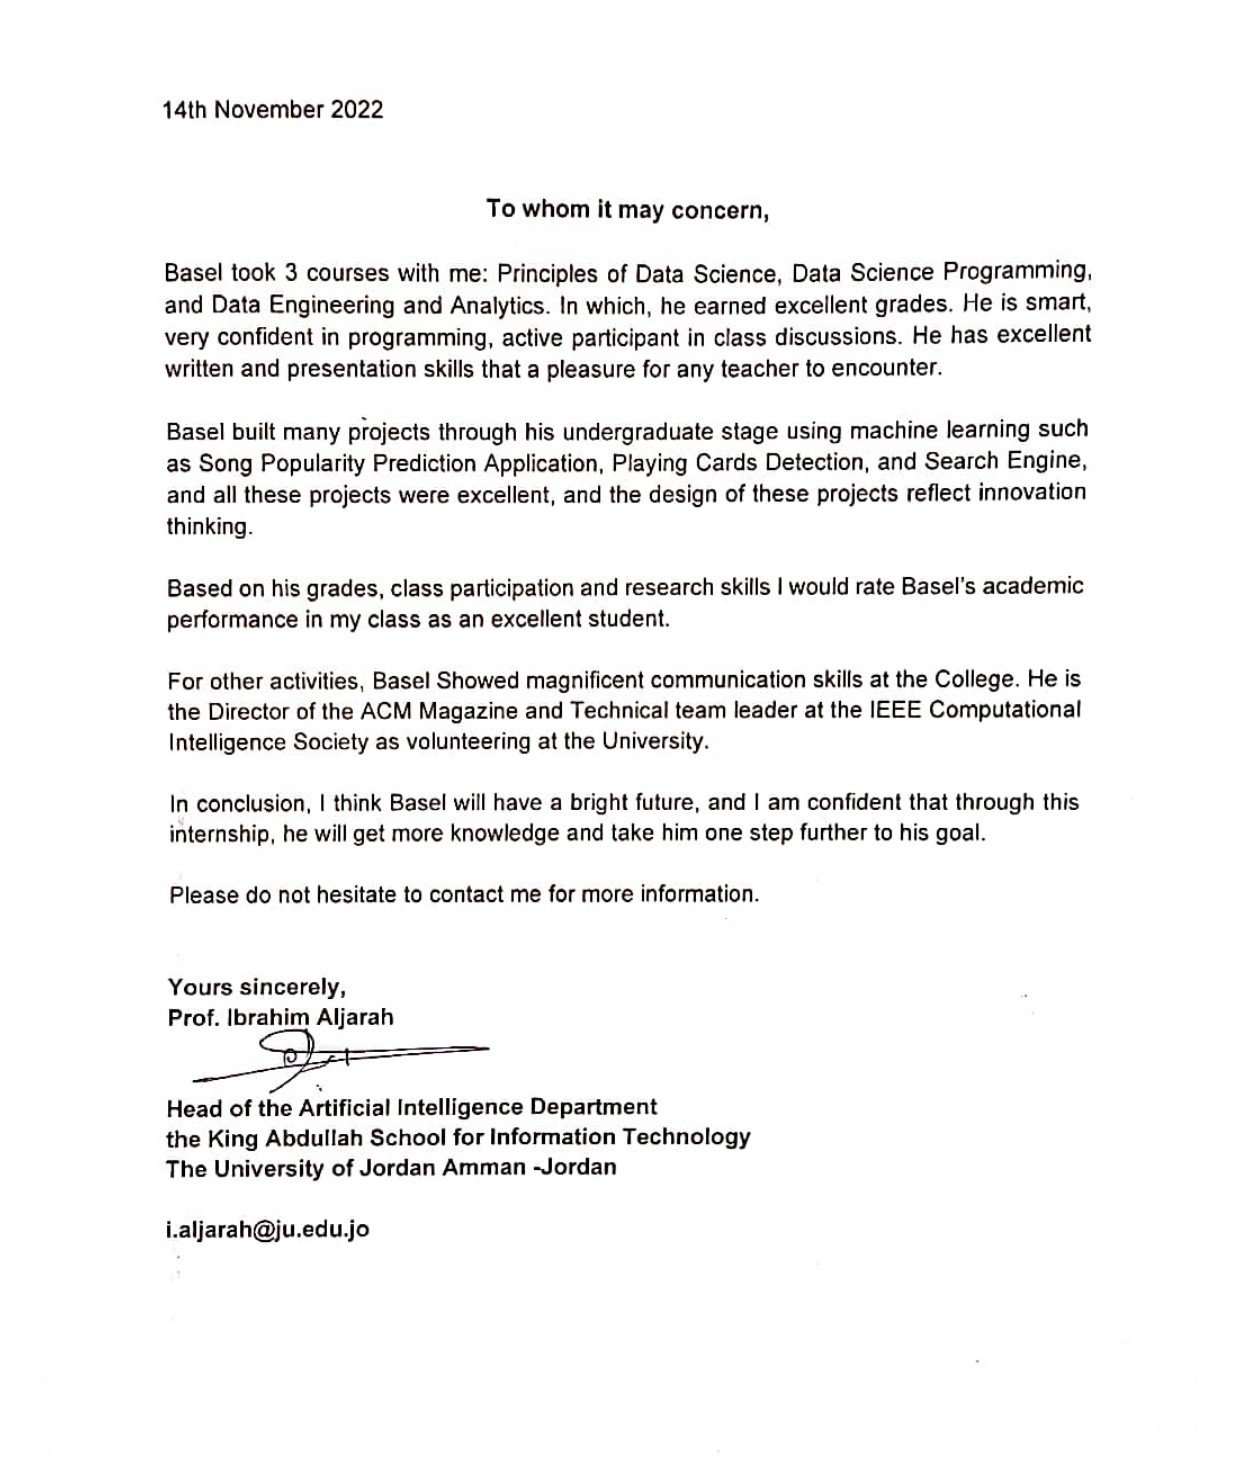 14th November 2022
To whom it may concern,
Basel took 3 courses with me: Principles of Data Science, Data Science Programming,
and Data Engineering and Analytics. In which, he earned excellent grades. He is smart,
very confident in programming, active participant in class discussions. He has excellent
written and presentation skills that a pleasure for any teacher to encounter.
Basel built many projects through his undergraduate stage using machine learning such
as Song Popularity Prediction Application, Playing Cards Detection, and Search Engine,
and all these projects were excellent, and the design of these projects reflect innovation
thinking.
Based on his grades, class participation and research skills I would rate Basel's academic
performance in my class as an excellent student.
For other activities, Basel Showed magnificent communication skills at the College. He is
the Director of the ACM Magazine and Technical team leader at the IEEE Computational
Intelligence Society as volunteering at the University.
In conclusion, I think Basel will have a bright future, and I am confident that through this
internship, he will get more knowledge and take him one step further to his goal.
Please do not hesitate to contact me for more information.
Yours sincerely,
Prof. Ibrahim Aljarah
Head of the Artificial Intelligence Department
the King Abdullah School for Information Technology
The University of Jordan Amman -Jordan
i.aljarah@ju.edu.jo